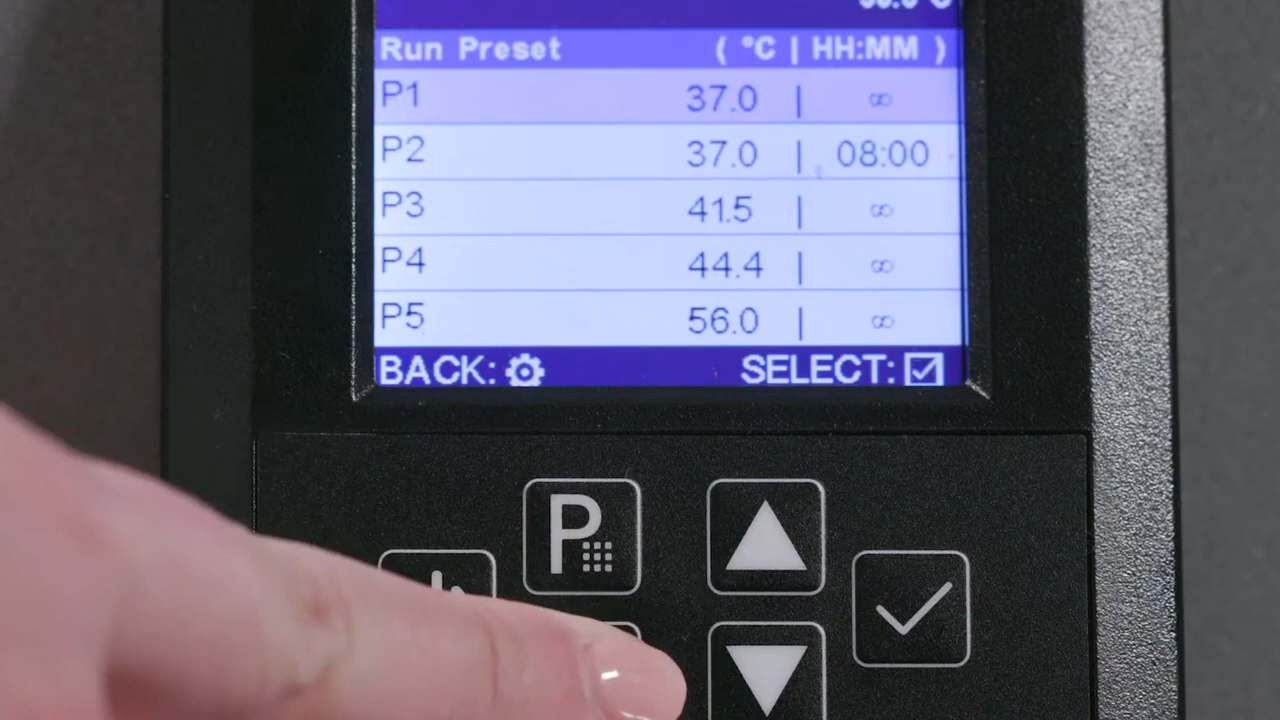 Run Preset ( °C | HH:MM )
P1 37.0 | ∞
P2 37.0 | 08:00
P3 41.5 | ∞
P4 44.4 | ∞
P5 56.0 | ∞
BACK: SELECT:
P